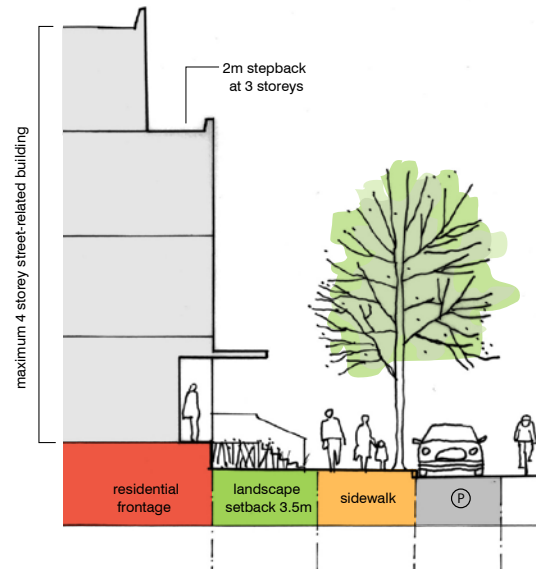 2m stepback
at 3 storeys
maximum 4 storey street-related building
residential
frontage
landscape
setback 3.5m
sidewalk
P